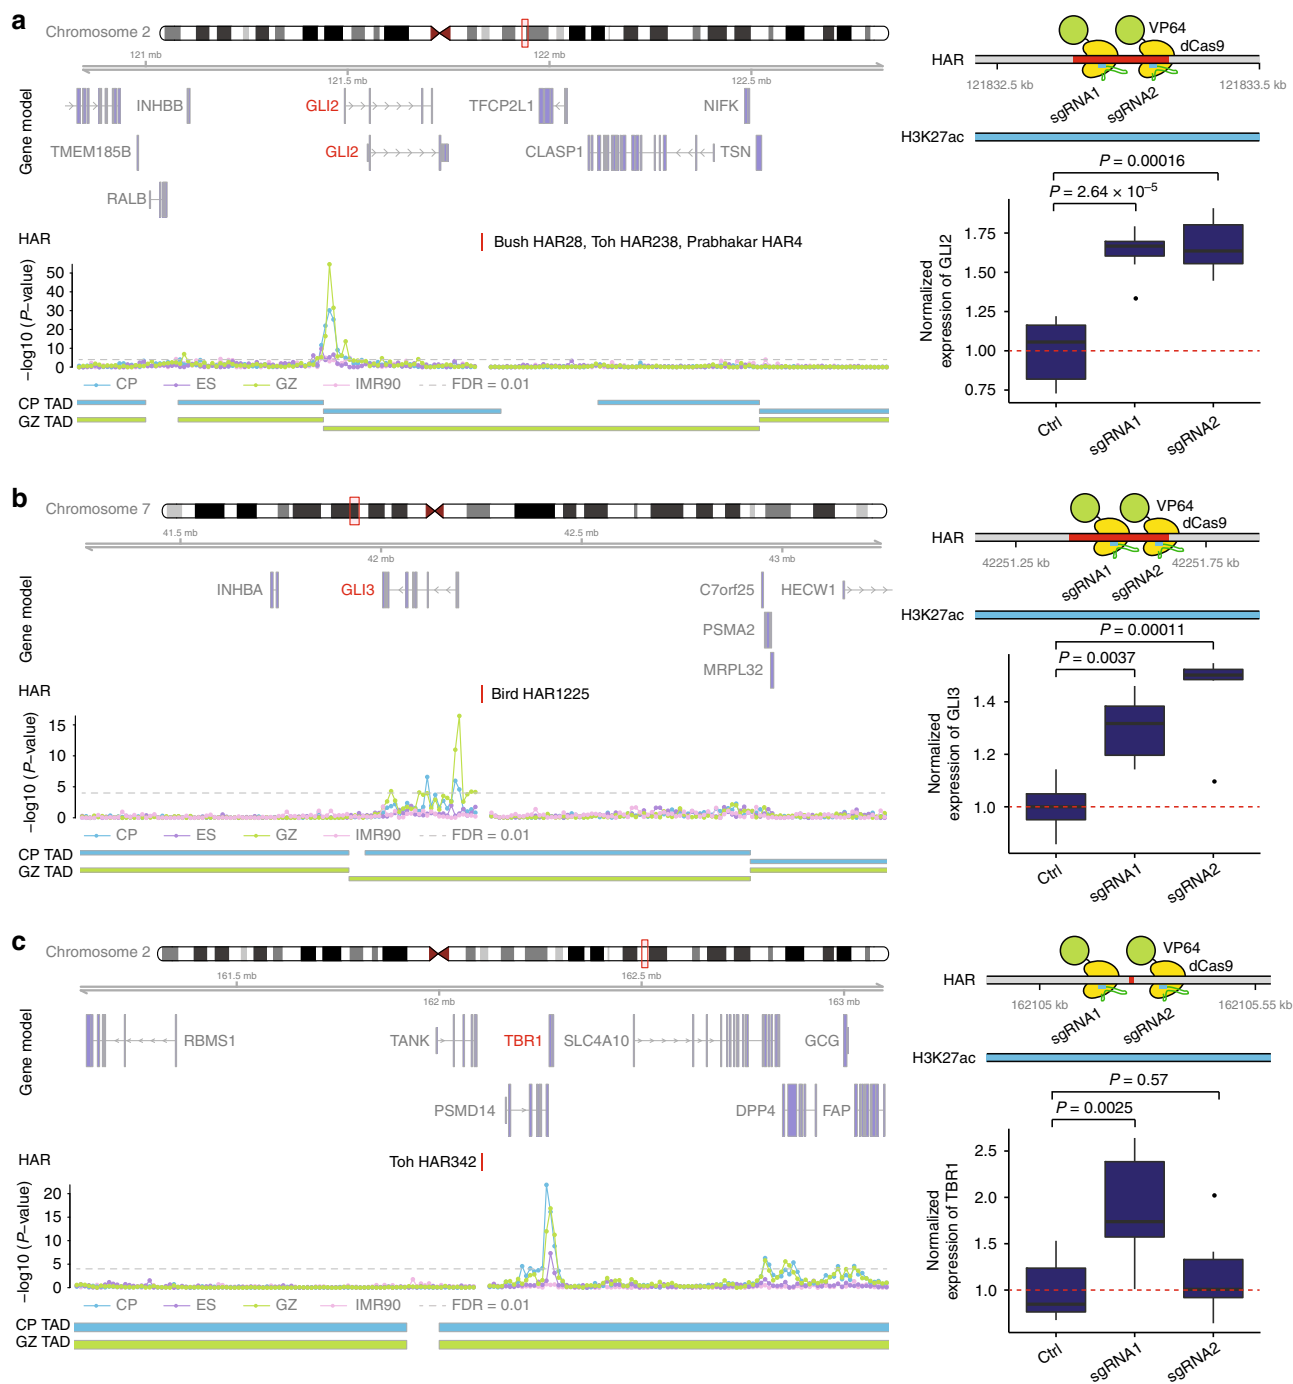 a
Chromosome 2
121 mb
122 mb
121.5 mb
122.5 mb
Gene model
INHBB
GLI2
TFCP2L1
NIFK
TMEM185B
GLI2
CLASP1
TSN
RALB
HAR
Bush HAR28, Toh HAR238, Prabhakar HAR4
−log10 (P−value)
50
40
30
20
10
0
CP
ES
GZ
IMR90
FDR = 0.01
CP TAD
GZ TAD
VP64
dCas9
HAR
121832.5 kb
121833.5 kb
sgRNA1
sgRNA2
H3K27ac
P = 0.00016
P = 2.64 × 10−5
Normalized
expression of GLI2
1.75
1.50
1.25
1.00
0.75
Ctrl
sgRNA1
sgRNA2
b
Chromosome 7
41.5 mb
42.5 mb
42 mb
43 mb
Gene model
INHBA
GLI3
C7orf25
HECW1
PSMA2
MRPL32
HAR
Bird HAR1225
−log10 (P−value)
15
10
5
0
CP
ES
GZ
IMR90
FDR = 0.01
CP TAD
GZ TAD
VP64
dCas9
HAR
42251.25 kb
42251.75 kb
sgRNA1
sgRNA2
H3K27ac
P = 0.00011
P = 0.0037
Normalized
expression of GLI3
1.4
1.2
1.0
Ctrl
sgRNA1
sgRNA2
c
Chromosome 2
161.5 mb
162.5 mb
162 mb
163 mb
Gene model
RBMS1
TANK
TBR1
SLC4A10
GCG
PSMD14
DPP4
FAP
HAR
Toh HAR342
−log10 (P−value)
20
15
10
5
0
CP
ES
GZ
IMR90
FDR = 0.01
CP TAD
GZ TAD
VP64
dCas9
HAR
162105 kb
162105.55 kb
sgRNA1
sgRNA2
H3K27ac
P = 0.57
P = 0.0025
Normalized
expression of TBR1
2.5
2.0
1.5
1.0
Ctrl
sgRNA1
sgRNA2